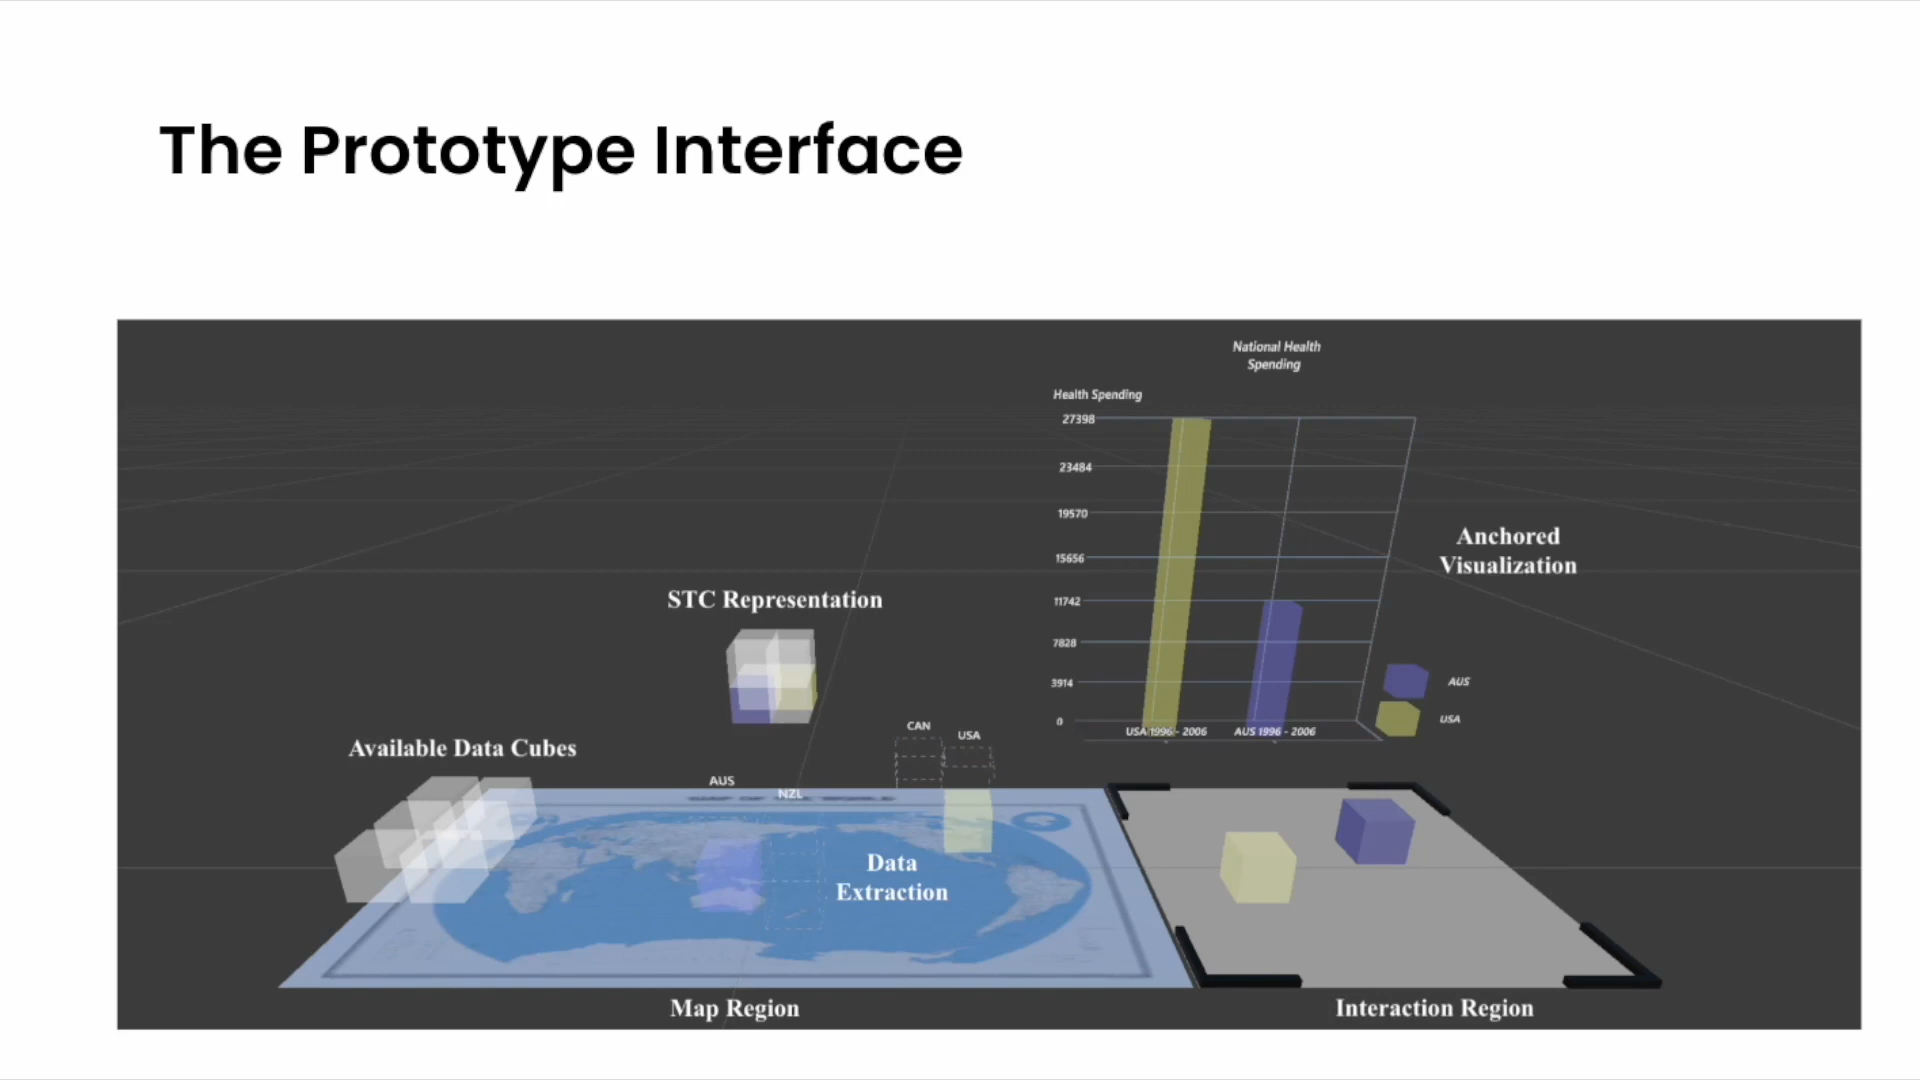 The Prototype Interface
National Health
Spending
Health Spending
27398
23484
19570
15656
11742
7828
3914
0
USA 1996 - 2006
AUS 1996 - 2006
AUS
USA
Anchored
Visualization
STC Representation
Available Data Cubes
CAN
USA
AUS
NZL
Data
Extraction
Map Region
Interaction Region